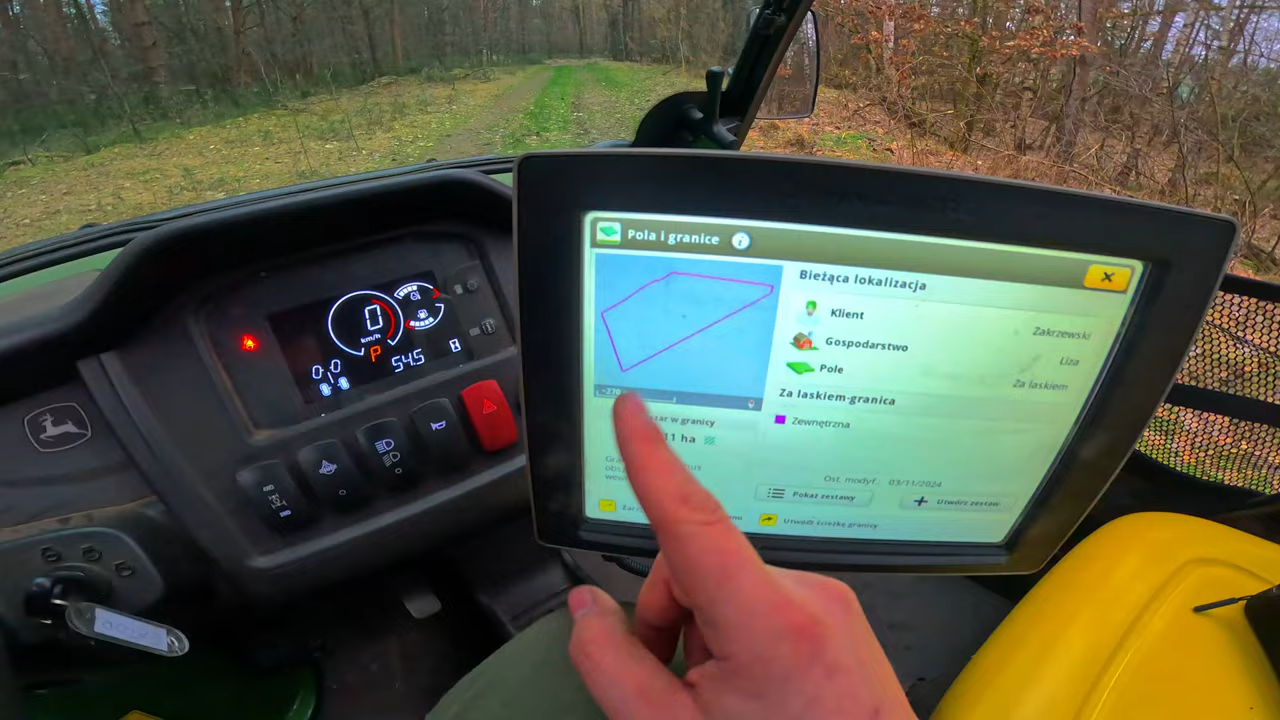 Pola i granice
Bieżąca lokalizacja
Klient
Zakrzewski
Gospodarstwo
Liza
Pole
Za laskiem
Za laskiem-granica
Zewnętrzna
w granicy
11 ha
Ost. modyf. 03/11/2024
Pokaż zestawy
Utwórz zestaw
Utwórz ścieżkę granicy
0
km/h
P
54.5